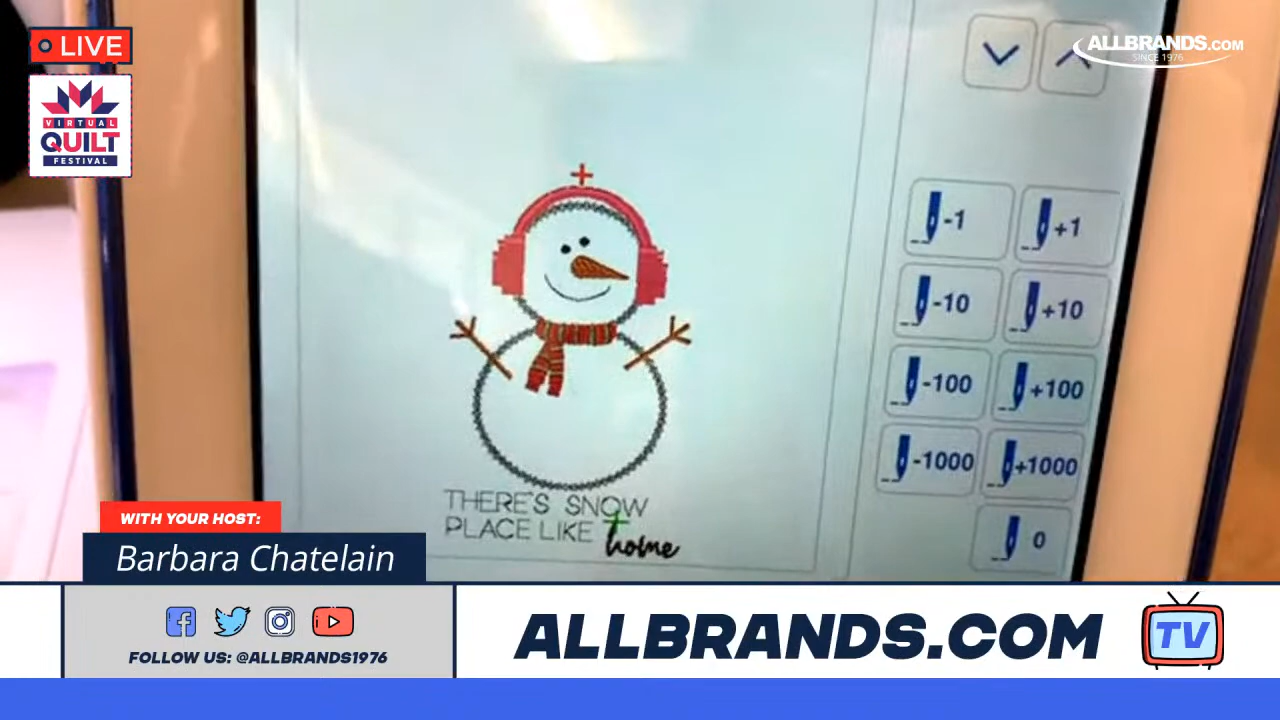 LIVE
VIRTUAL
QUILT
FESTIVAL
ALLBRANDS.COM
SINCE 1976
-1
+1
-10
+10
-100
+100
-1000
+1000
0
THERE'S SNOW
PLACE LIKE home
WITH YOUR HOST:
Barbara Chatelain
FOLLOW US: @ALLBRANDS1976
ALLBRANDS.COM
TV